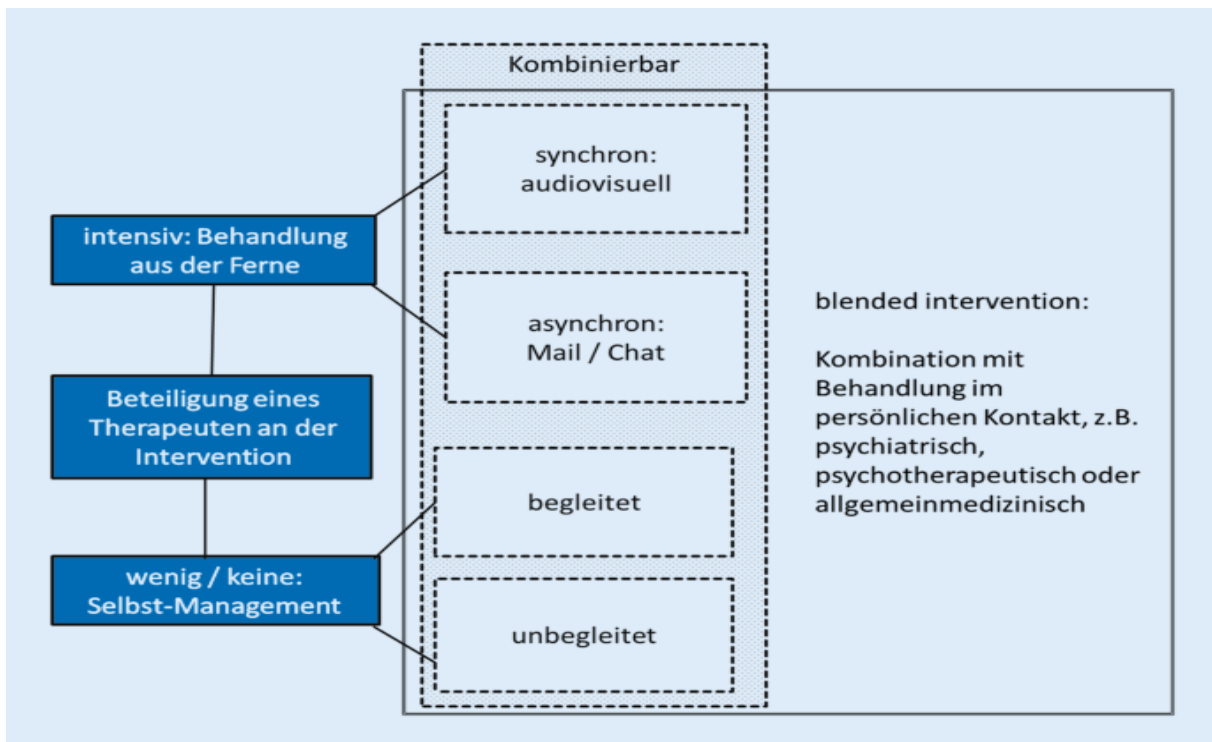 Kombinierbar
synchron:
audiovisuell
intensiv: Behandlung
aus der Ferne
asynchron:
Mail / Chat
Beteiligung eines
Therapeuten an der
Intervention
begleitet
wenig / keine:
Selbst-Management
unbegleitet
blended intervention:
Kombination mit
Behandlung im
persönlichen Kontakt, z.B.
psychiatrisch,
psychotherapeutisch oder
allgemeinmedizinisch